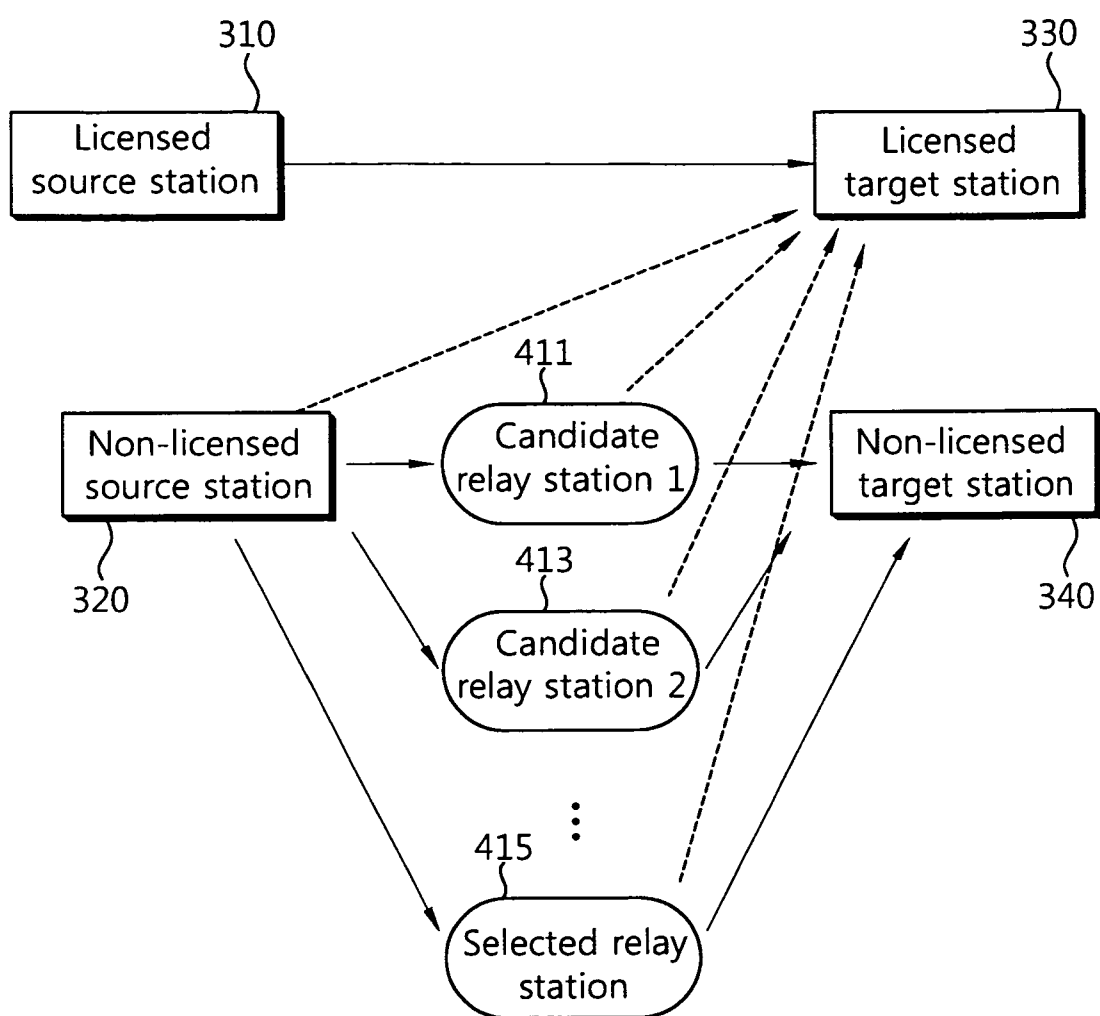 310
330
Licensed
source station
Licensed
target station
411
Non-licensed
source station
Candidate
relay station 1
Non-licensed
target station
320
413
340
Candidate
relay station 2
415
Selected relay
station